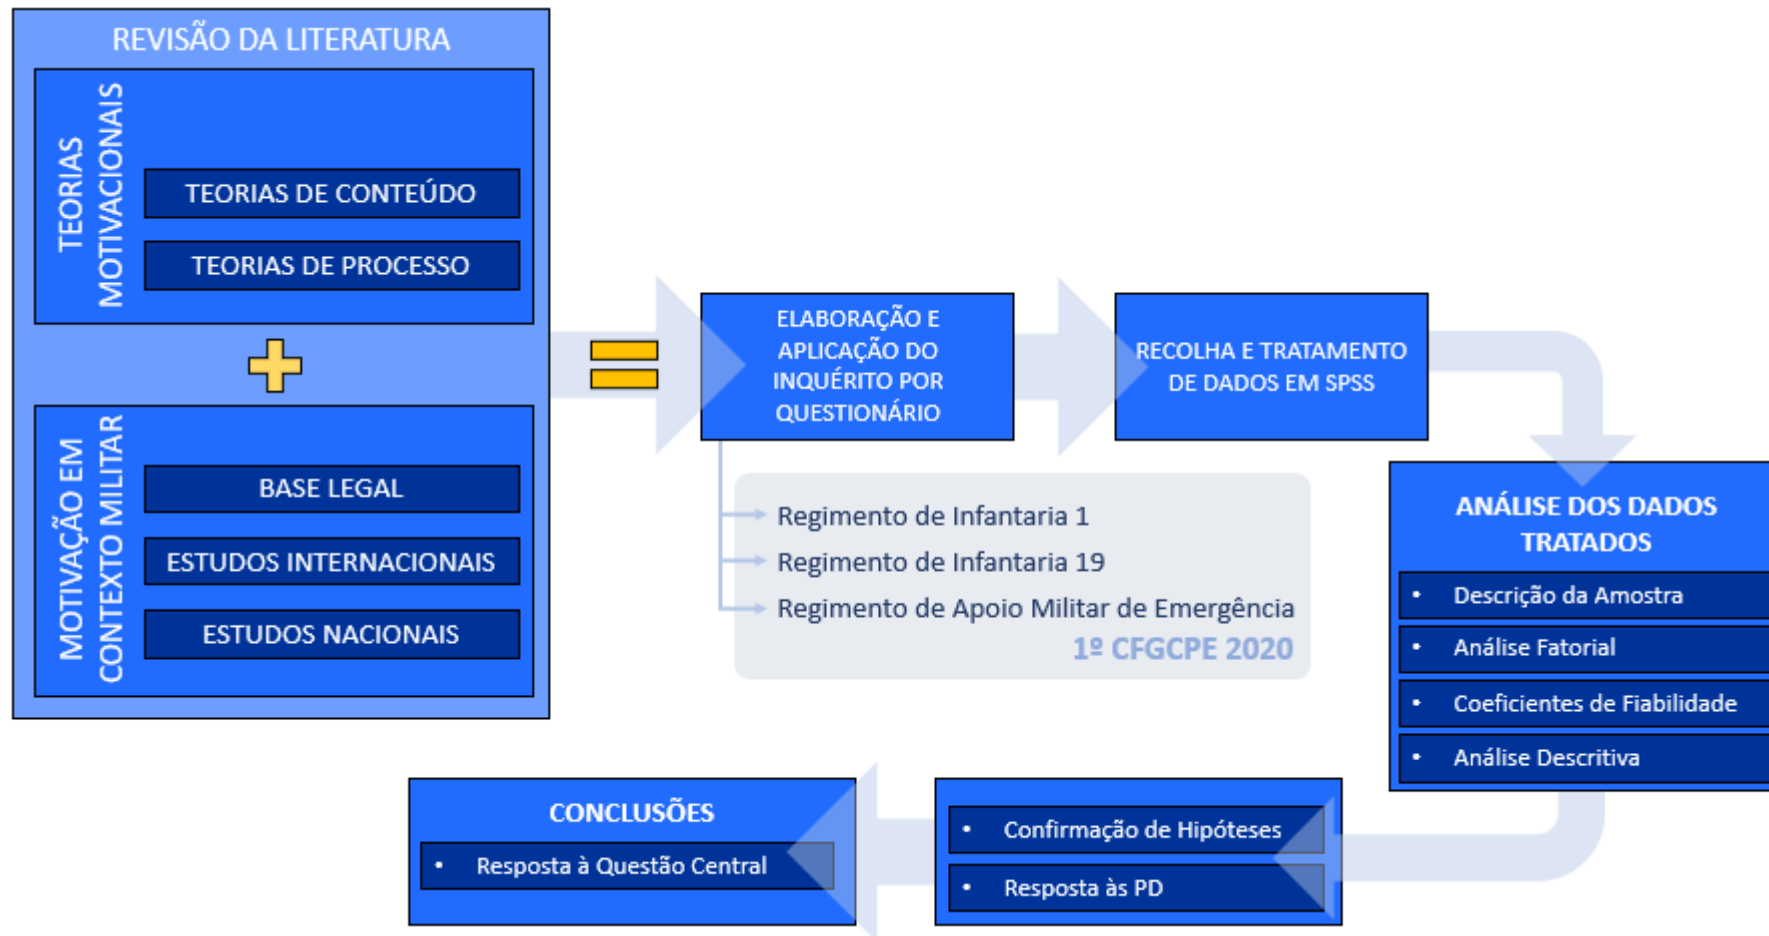 REVISÃO DA LITERATURA
TEORIAS
MOTIVACIONAIS
TEORIAS DE CONTEÚDO
TEORIAS DE PROCESSO
MOTIVAÇÃO EM
CONTEXTO MILITAR
BASE LEGAL
ESTUDOS INTERNACIONAIS
ESTUDOS NACIONAIS
ELABORAÇÃO E
APLICAÇÃO DO
INQUÉRITO POR
QUESTIONÁRIO
Regimento de Infantaria 1
Regimento de Infantaria 19
Regimento de Apoio Militar de Emergência
1º CFGCPE 2020
RECOLHA E TRATAMENTO
DE DADOS EM SPSS
ANÁLISE DOS DADOS
TRATADOS
• Descrição da Amostra
• Análise Fatorial
• Coeficientes de Fiabilidade
• Análise Descritiva
• Confirmação de Hipóteses
• Resposta às PD
CONCLUSÕES
• Resposta à Questão Central